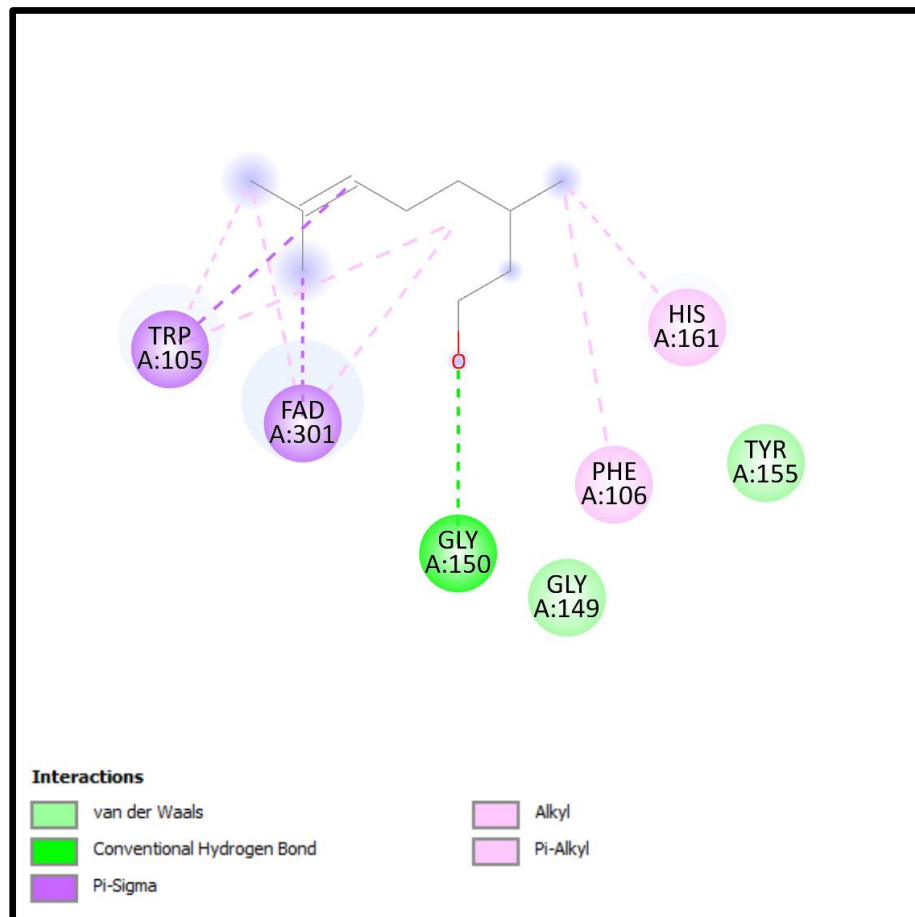 O
TRP
A:105
HIS
A:161
FAD
A:301
TYR
A:155
PHE
A:106
GLY
A:150
GLY
A:149
Interactions
van der Waals
Conventional Hydrogen Bond
Pi-Sigma
Alkyl
Pi-Alkyl